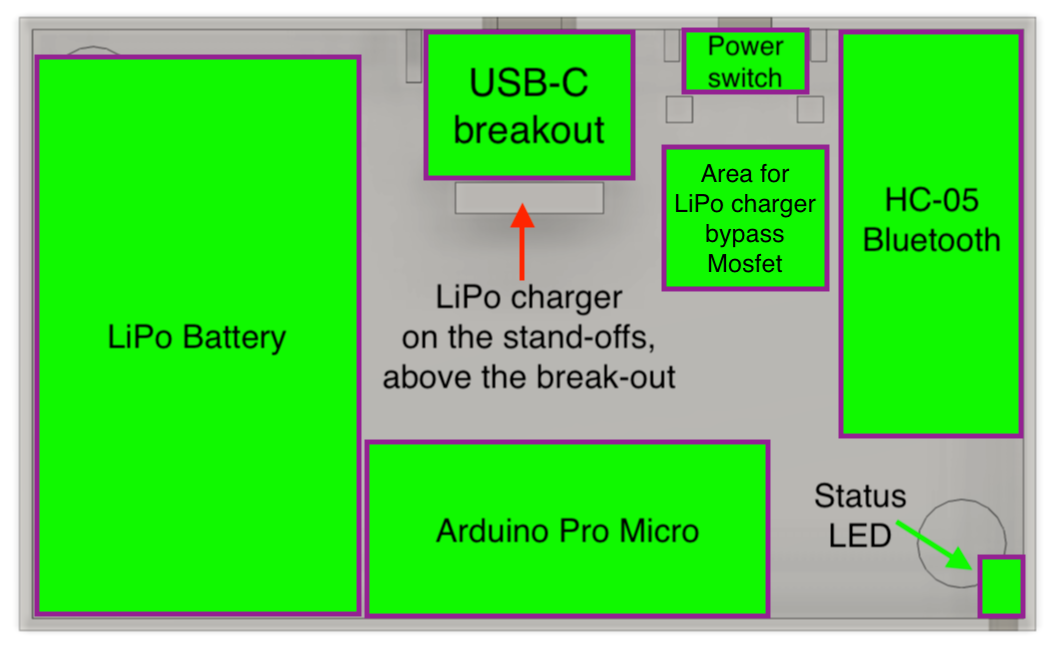 USB-C
breakout
Power
switch
Area for
LiPo charger
bypass
Mosfet
HC-05
Bluetooth
LiPo Battery
LiPo charger
on the stand-offs,
above the break-out
Arduino Pro Micro
Status
LED